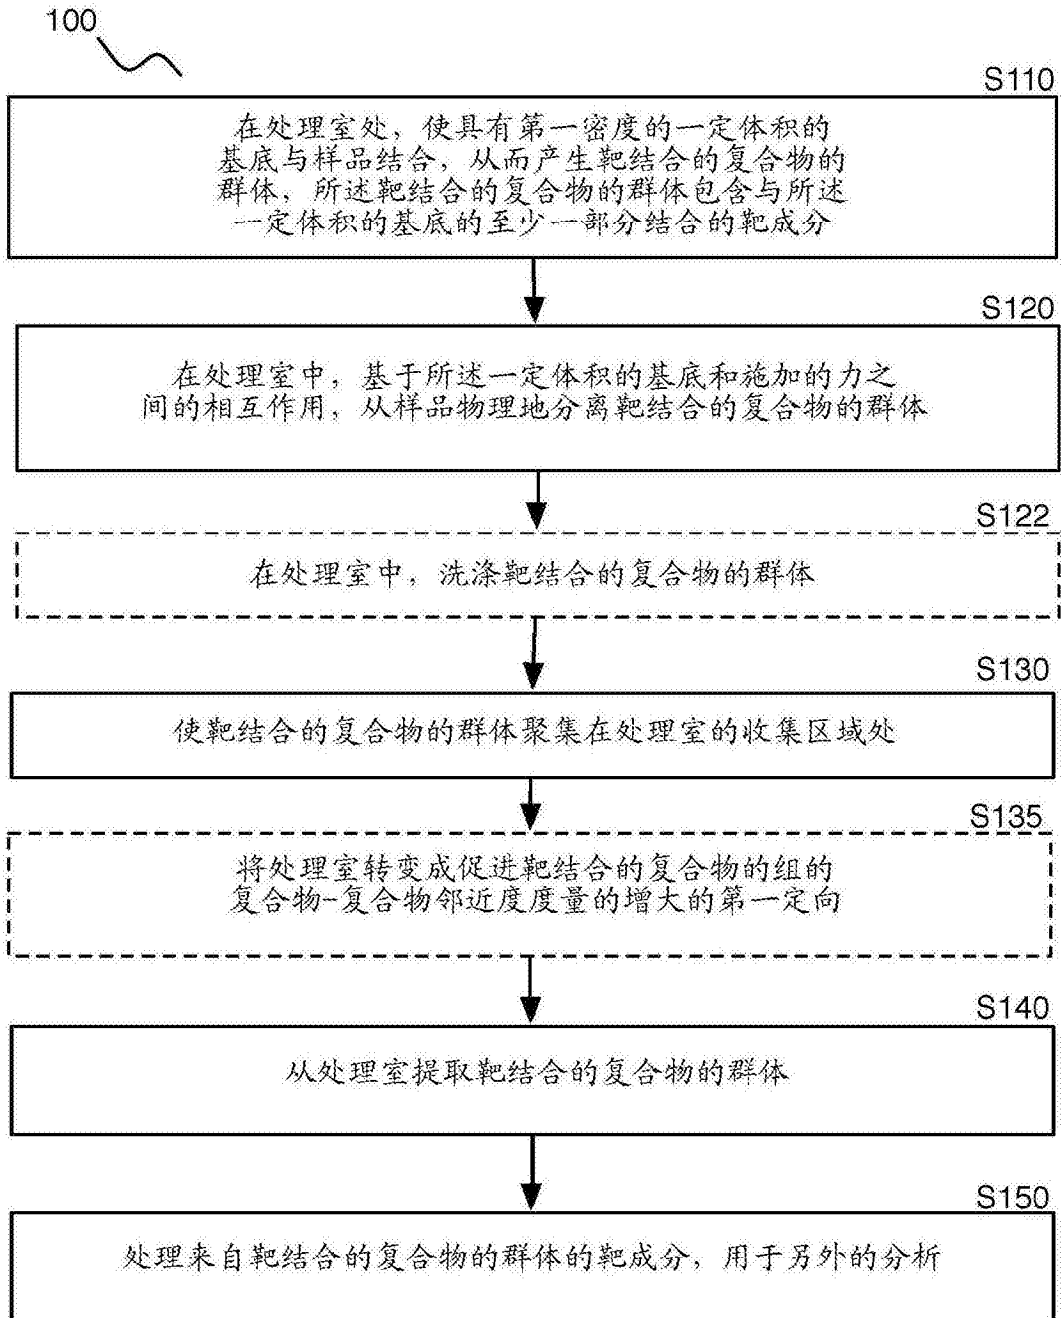 100
S110
在处理室处，使具有第一密度的一定体积的
基底与样品结合，从而产生靶结合的复合物的
群体，所述靶结合的复合物的群体包含与所述
一定体积的基底的至少一部分结合的靶成分
S120
在处理室中，基于所述一定体积的基底和施加的力之
间的相互作用，从样品物理地分离靶结合的复合物的群体
S122
在处理室中，洗涤靶结合的复合物的群体
S130
使靶结合的复合物的群体聚集在处理室的收集区域处
S135
将处理室转变成促进靶结合的复合物的组的
复合物-复合物邻近度度量的增大的第一定向
S140
从处理室提取靶结合的复合物的群体
S150
处理来自靶结合的复合物的群体的靶成分，用于另外的分析